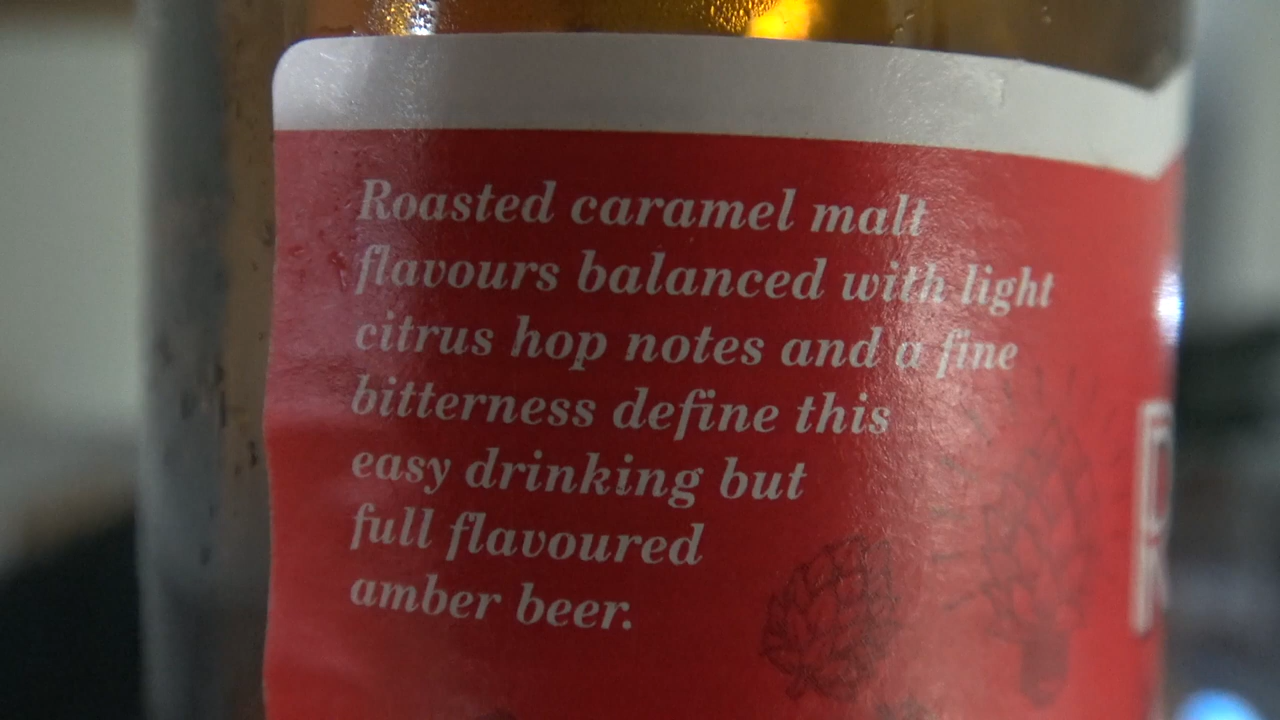 Roasted caramel malt
flavours balanced with light
citrus hop notes and a fine
bitterness define this
easy drinking but
full flavoured
amber beer.